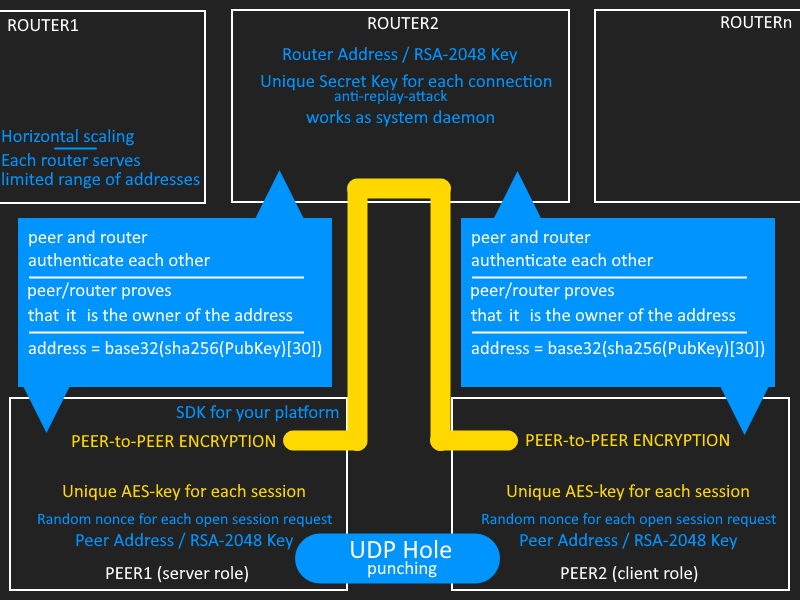 ROUTER1
Horizontal scaling
Each router serves
limited range of addresses
ROUTER2
Router Address / RSA-2048 Key
Unique Secret Key for each connection
anti-replay-attack
works as system daemon
ROUTERn
peer and router
authenticate each other
peer/router proves
that it is the owner of the address
address = base32(sha256(PubKey)[30])
peer and router
authenticate each other
peer/router proves
that it is the owner of the address
address = base32(sha256(PubKey)[30])
SDK for your platform
PEER-to-PEER ENCRYPTION
Unique AES-key for each session
Random nonce for each open session request
Peer Address / RSA-2048 Key
PEER1 (server role)
UDP Hole
punching
PEER-to-PEER ENCRYPTION
Unique AES-key for each session
Random nonce for each open session request
Peer Address / RSA-2048 Key
PEER2 (client role)